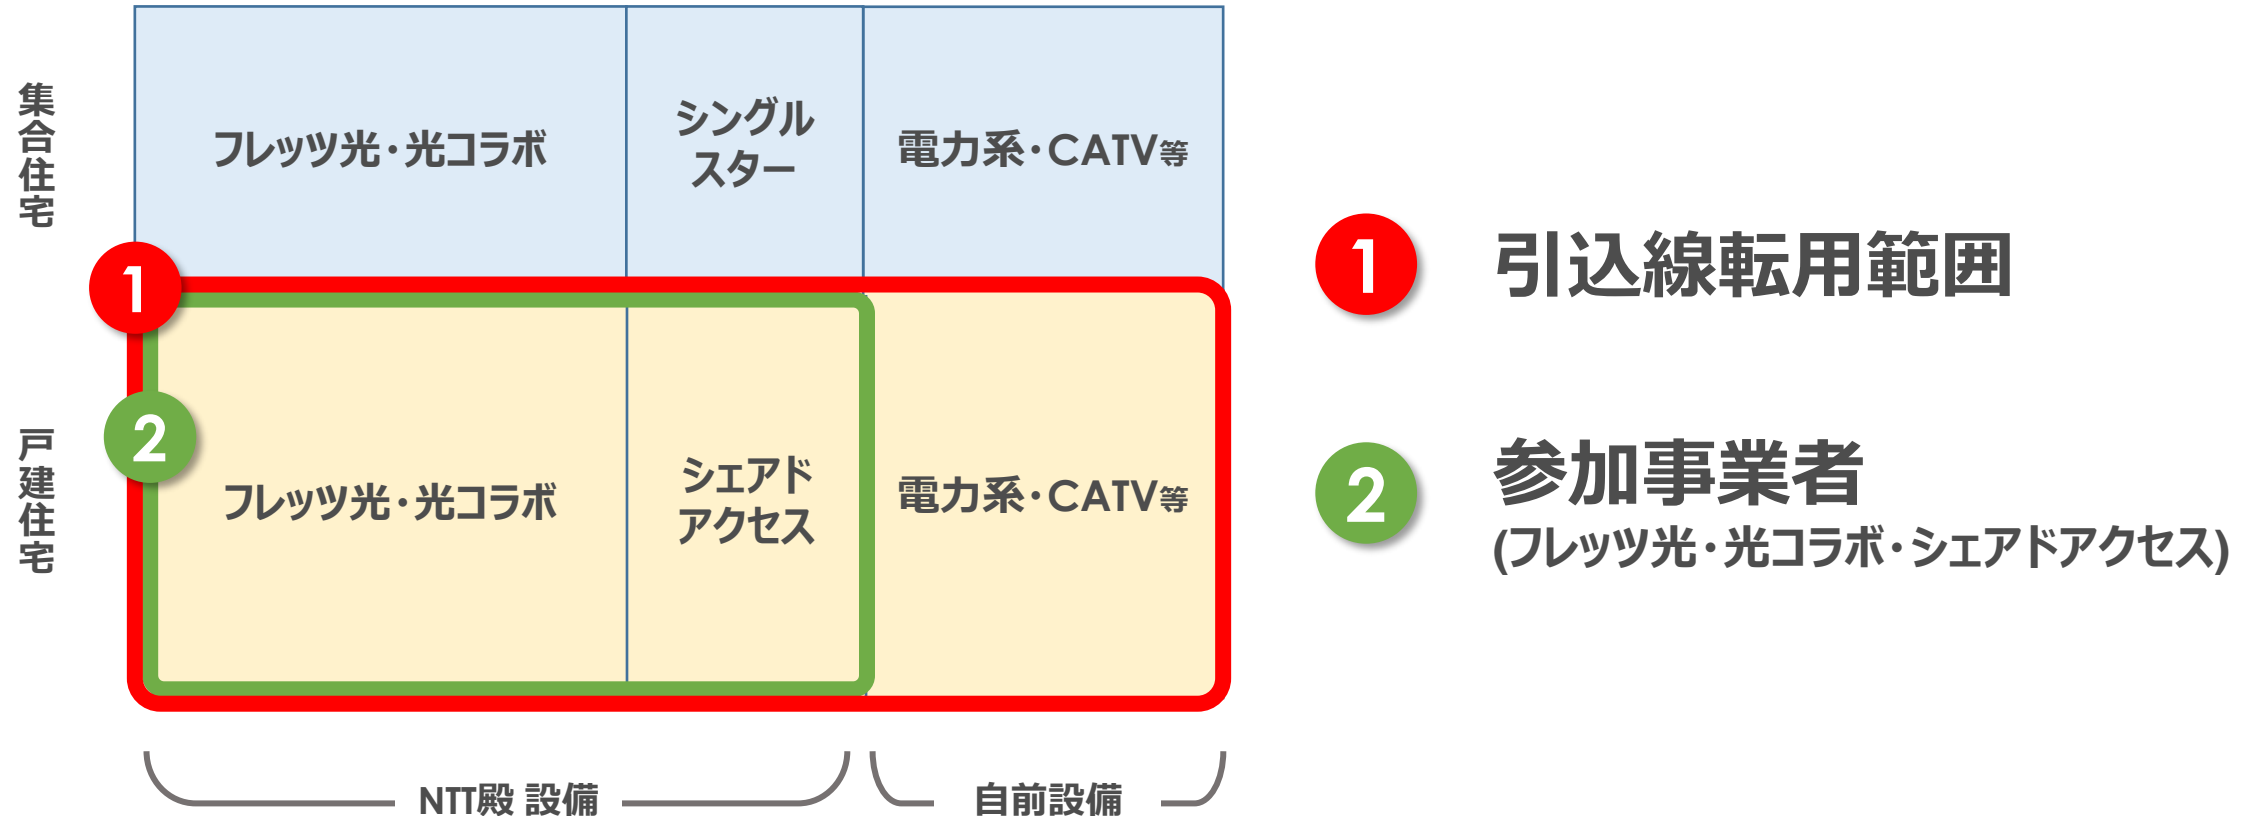 集合住宅
フレッツ光・光コラボ
シングル
スター
電力系・CATV等
1
2
戸建住宅
フレッツ光・光コラボ
シェアド
アクセス
電力系・CATV等
NTT殿 設備
自前設備
1
引込線転用範囲
2
参加事業者
(フレッツ光・光コラボ・シェアドアクセス)